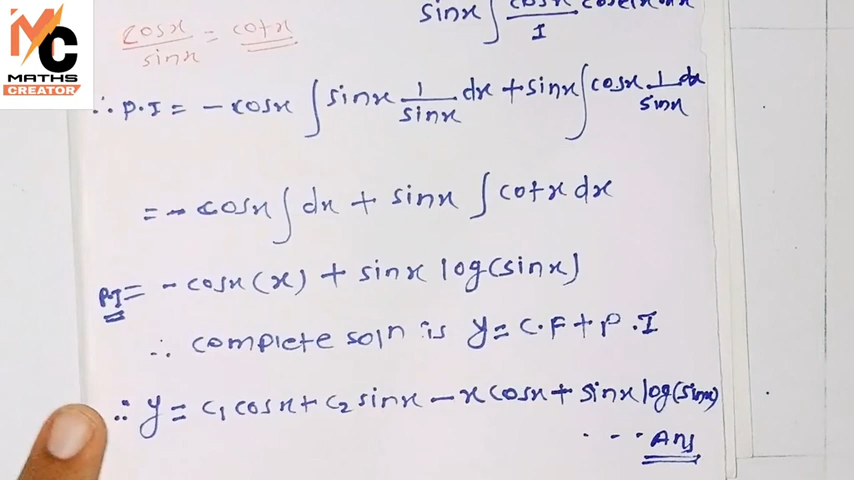 MC
MATHS
CREATOR
cosx/sinx = cotx
sinx ∫ cosx/I cosecx dx
∴ P.I = - cosx ∫ sinx 1/sinx dx + sinx ∫ cosx 1/sinx dx
= - cosx ∫ dx + sinx ∫ cotx dx
P.I = - cosx (x) + sinx log(sinx)
∴ complete soln is y = C.F + P.I
∴ y = c₁ cosx + c₂ sinx - x cosx + sinx log(sinx)
... Ans